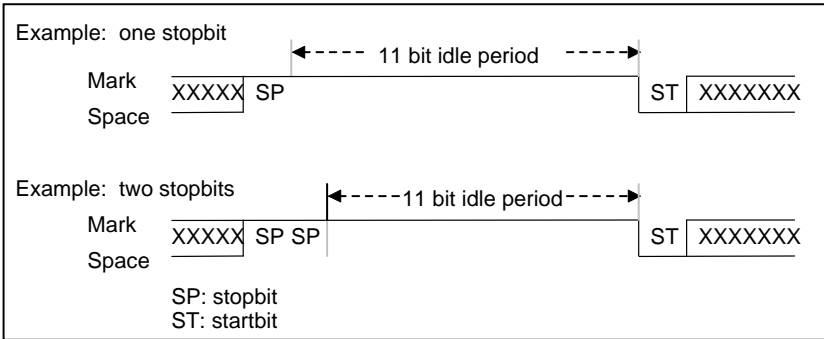 Example: one stopbit
11 bit idle period
Mark
XXXXX SP ST XXXXXXX
Space
Example: two stopbits
11 bit idle period
Mark
XXXXX SP SP ST XXXXXXX
Space
SP: stopbit
ST: startbit